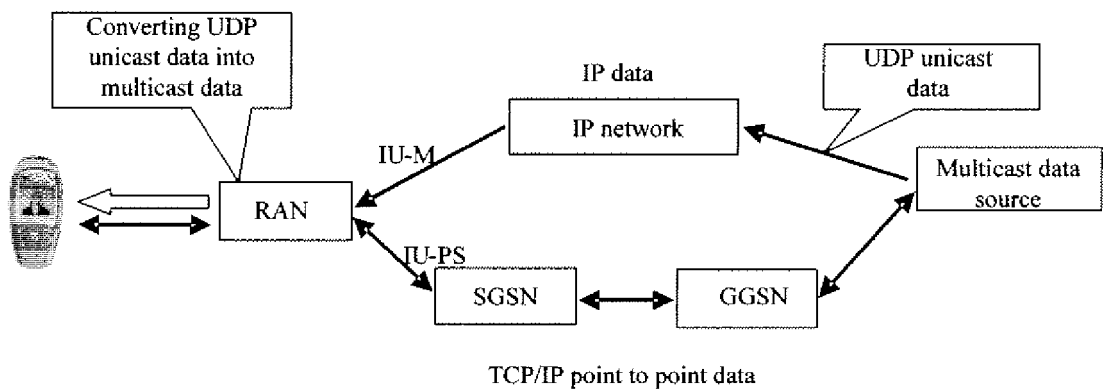 Converting UDP
unicast data into
multicast data
IP data
UDP unicast
data
IP network
IU-M
Multicast data
source
RAN
IU-PS
SGSN
GGSN
TCP/IP point to point data